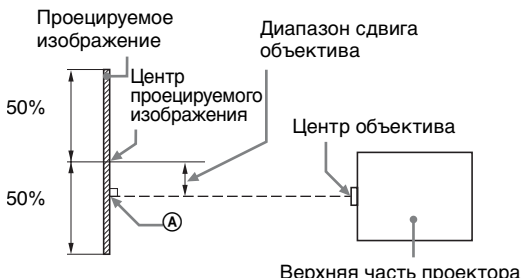 Проецируемое
изображение
Диапазон сдвига
объектива
Центр
проецируемого
изображения
50%
Центр объектива
50%
A
Верхняя часть проектора